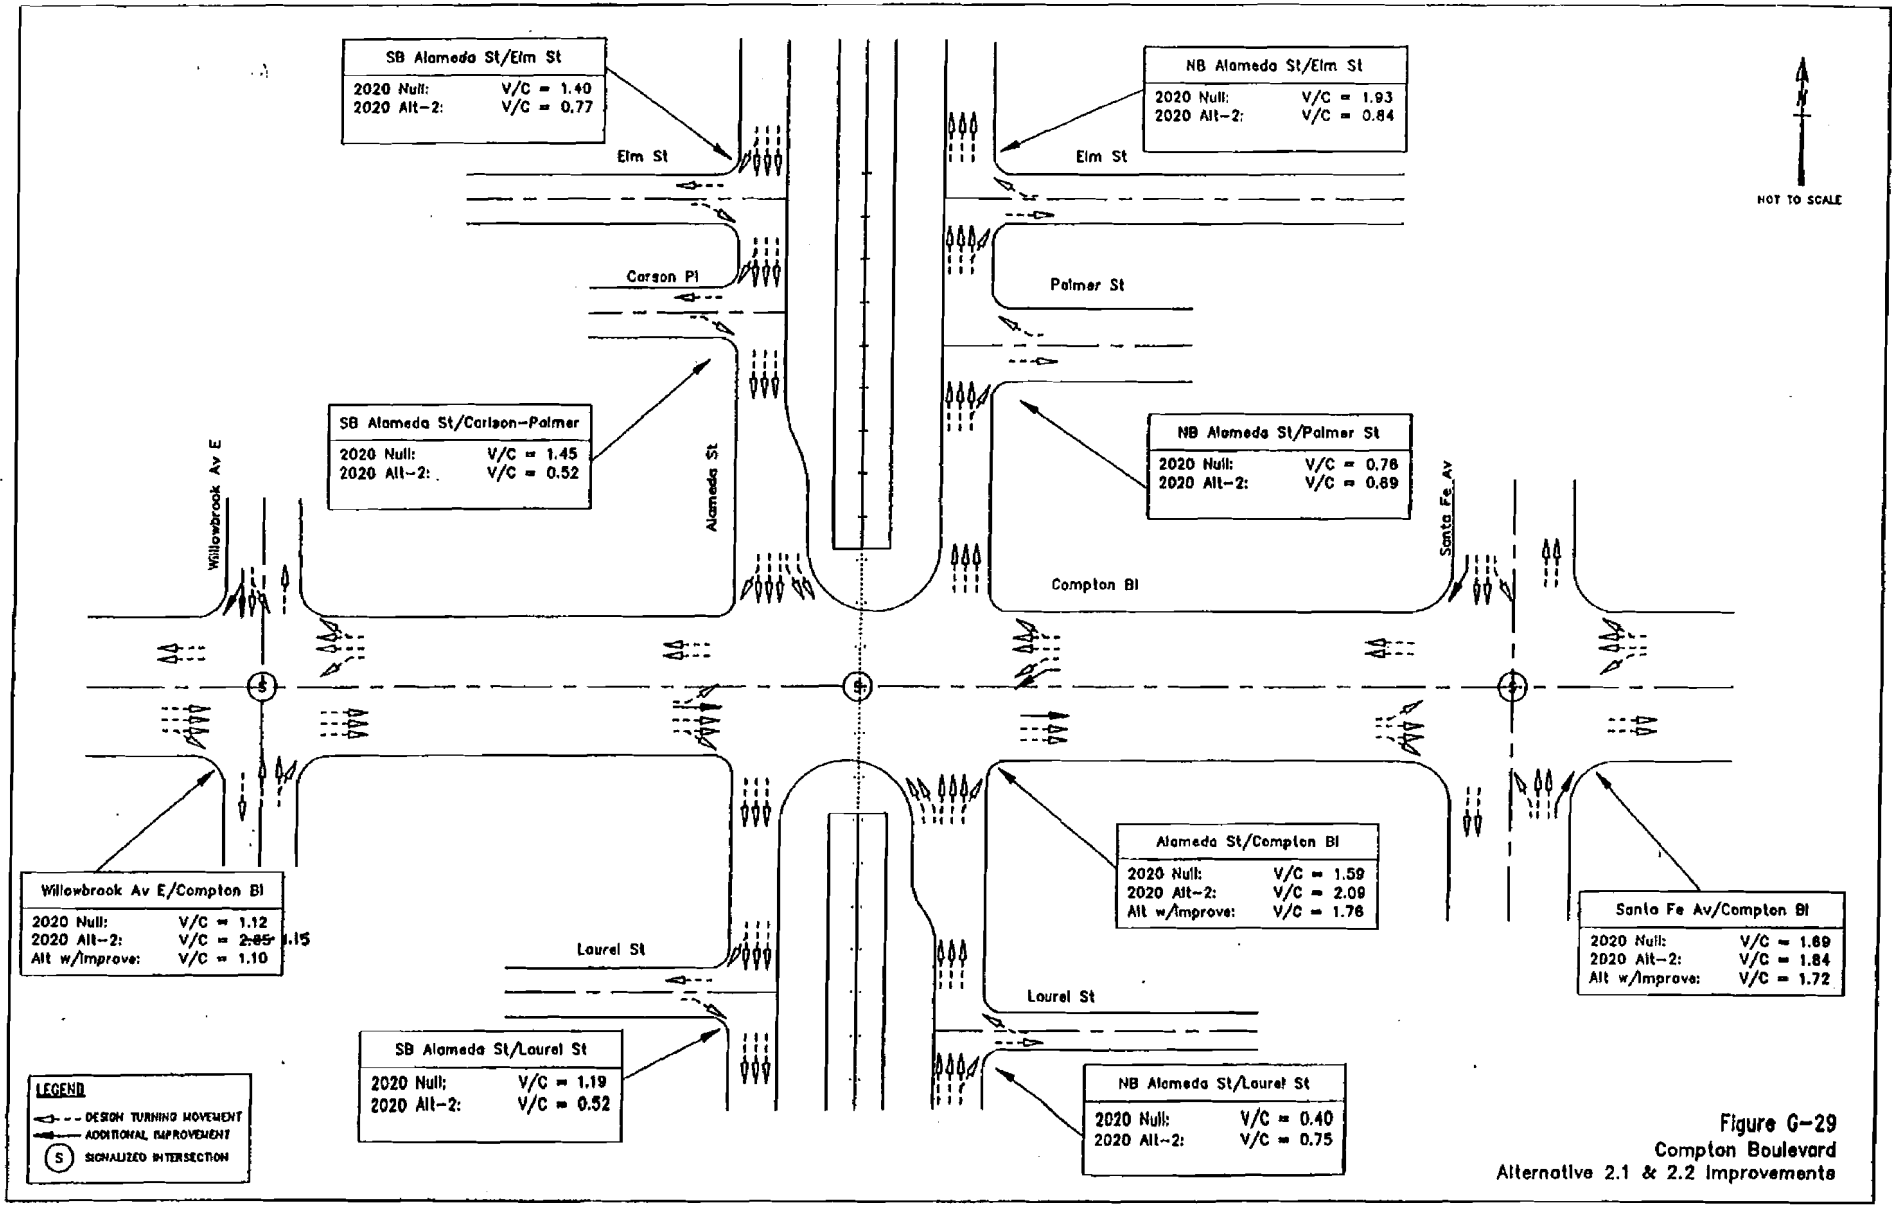 SB Alameda St/Elm St
2020 Null: V/C = 1.40
2020 Alt-2: V/C = 0.77
NB Alameda St/Elm St
2020 Null: V/C = 1.93
2020 Alt-2: V/C = 0.84
N
NOT TO SCALE
Elm St
Elm St
Carson Pl
Palmer St
SB Alameda St/Carlson-Palmer
2020 Null: V/C = 1.45
2020 Alt-2: V/C = 0.52
NB Alameda St/Palmer St
2020 Null: V/C = 0.76
2020 Alt-2: V/C = 0.69
Willowbrook Av E
Alameda St
Santa Fe Av
Compton Bl
S
S
S
Alameda St/Compton Bl
2020 Null: V/C = 1.59
2020 Alt-2: V/C = 2.09
Alt w/Improve: V/C = 1.76
Willowbrook Av E/Compton Bl
2020 Null: V/C = 1.12
2020 Alt-2: V/C = 2.85 1.15
Alt w/Improve: V/C = 1.10
Santa Fe Av/Compton Bl
2020 Null: V/C = 1.69
2020 Alt-2: V/C = 1.84
Alt w/Improve: V/C = 1.72
Laurel St
Laurel St
SB Alameda St/Laurel St
2020 Null: V/C = 1.19
2020 Alt-2: V/C = 0.52
NB Alameda St/Laurel St
2020 Null: V/C = 0.40
2020 Alt-2: V/C = 0.75
LEGEND
DESIGN TURNING MOVEMENT
ADDITIONAL IMPROVEMENT
S SIGNALIZED INTERSECTION
Figure G-29
Compton Boulevard
Alternative 2.1 & 2.2 Improvements